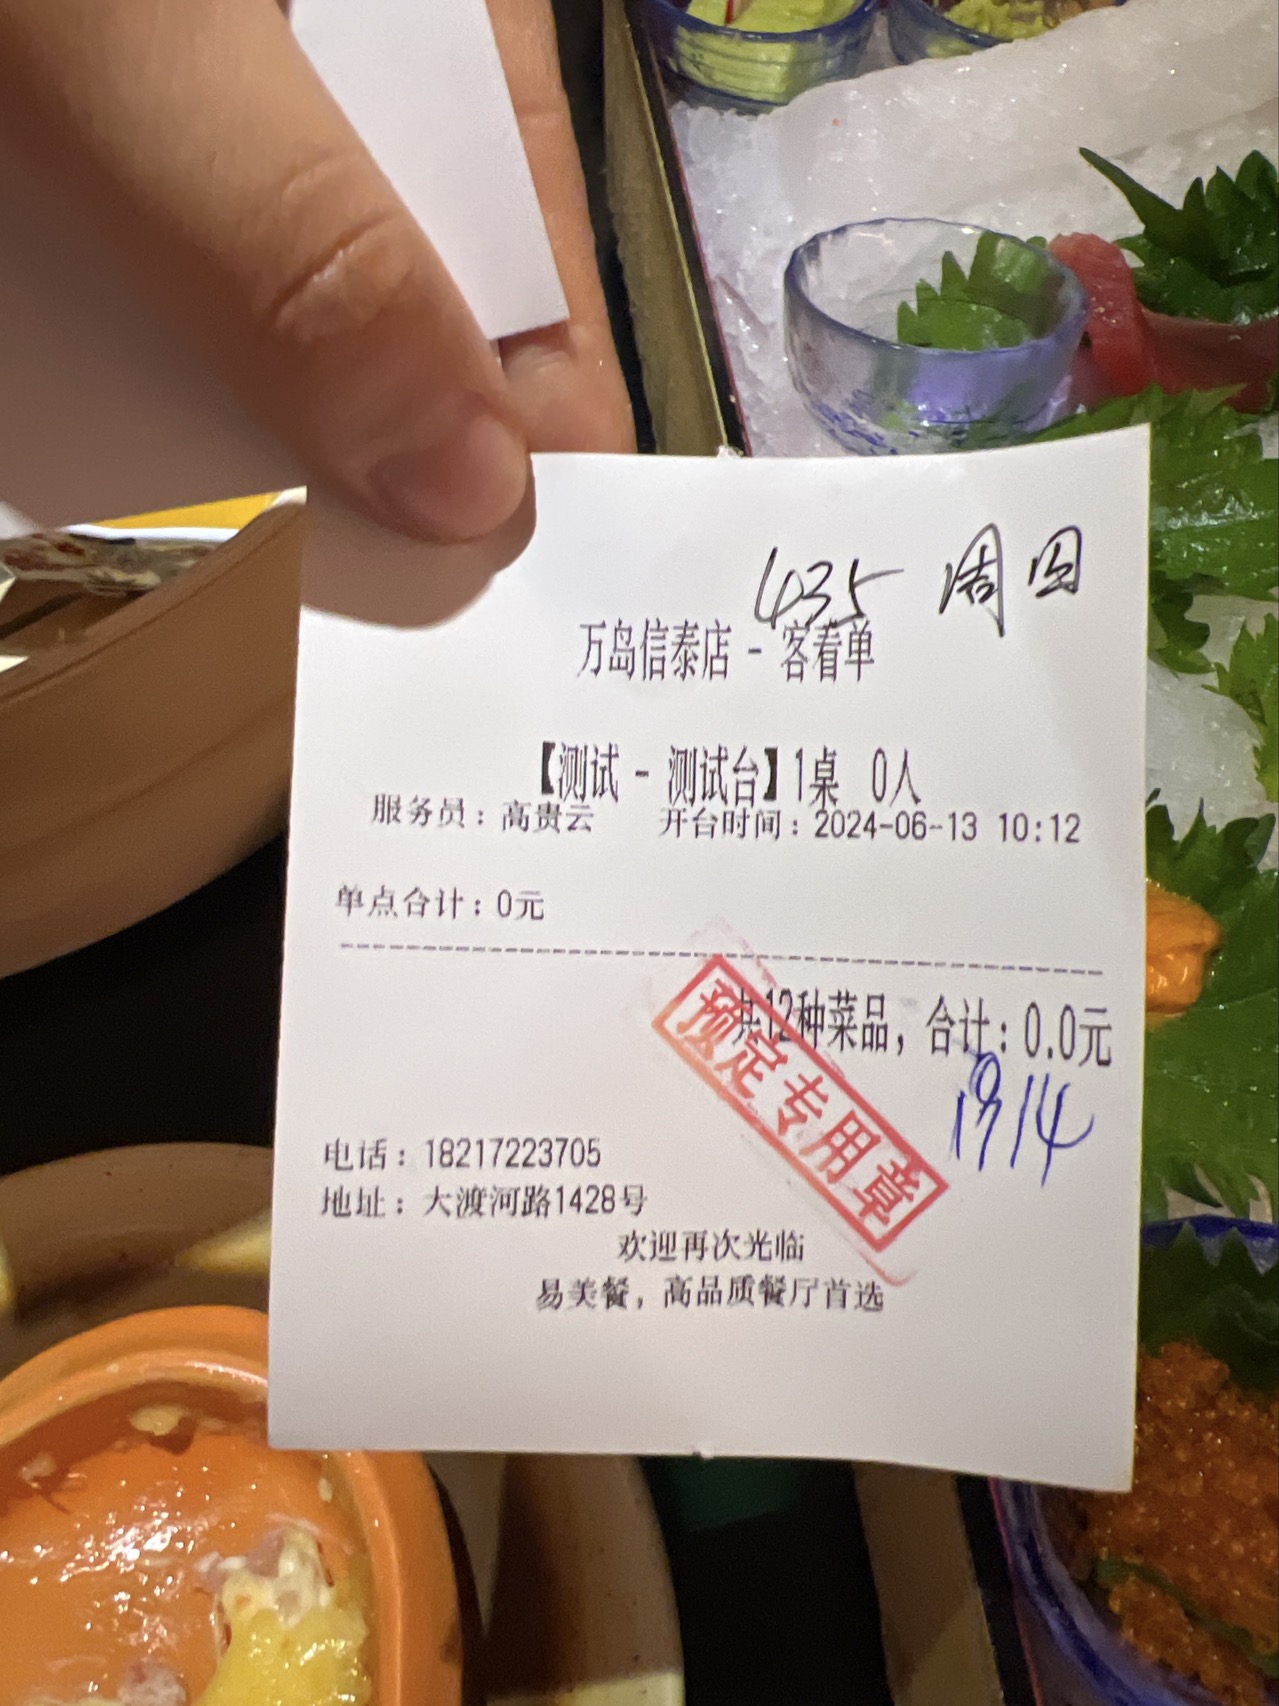 435 周囡
万岛信泰店 - 客看单
【测试 - 测试台】1桌 0人
服务员：高贵云 开台时间：2024-06-13 10:12
单点合计：0元
共12种菜品，合计：0.0元
1914
预定专用章
电话：18217223705
地址：大渡河路1428号
欢迎再次光临
易美餐，高品质餐厅首选